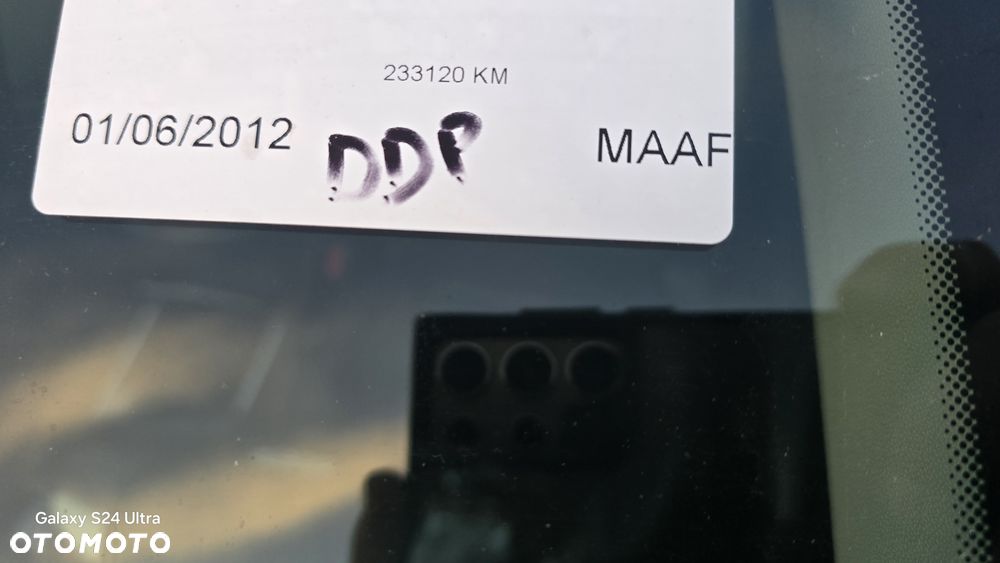 233120 KM
01/06/2012 DDP MAAF
Galaxy S24 Ultra
OTOMOTO